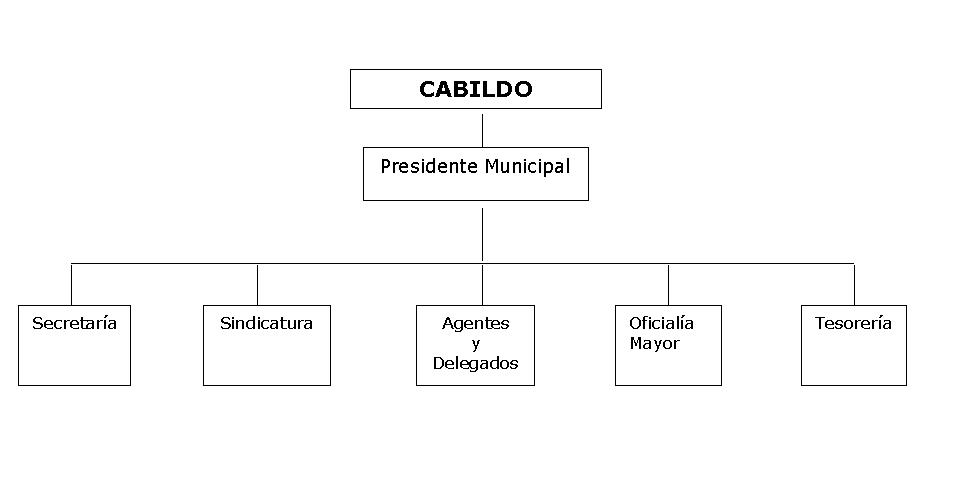 CABILDO
Presidente Municipal
Secretaría
Sindicatura
Agentes
y
Delegados
Oficialía
Mayor
Tesorería